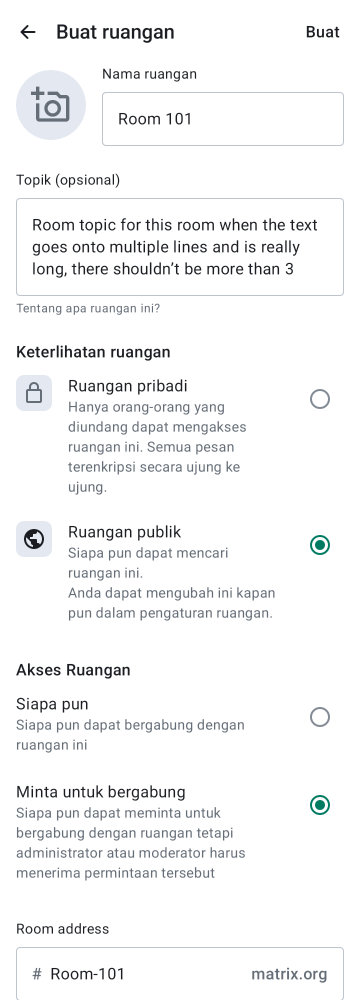 Buat ruangan
Buat
Nama ruangan
Room 101
Topik (opsional)
Room topic for this room when the text
goes onto multiple lines and is really
long, there shouldn’t be more than 3
Tentang apa ruangan ini?
Keterlihatan ruangan
Ruangan pribadi
Hanya orang-orang yang
diundang dapat mengakses
ruangan ini. Semua pesan
terenkripsi secara ujung ke
ujung.
Ruangan publik
Siapa pun dapat mencari
ruangan ini.
Anda dapat mengubah ini kapan
pun dalam pengaturan ruangan.
Akses Ruangan
Siapa pun
Siapa pun dapat bergabung dengan
ruangan ini
Minta untuk bergabung
Siapa pun dapat meminta untuk
bergabung dengan ruangan tetapi
administrator atau moderator harus
menerima permintaan tersebut
Room address
# Room-101 matrix.org